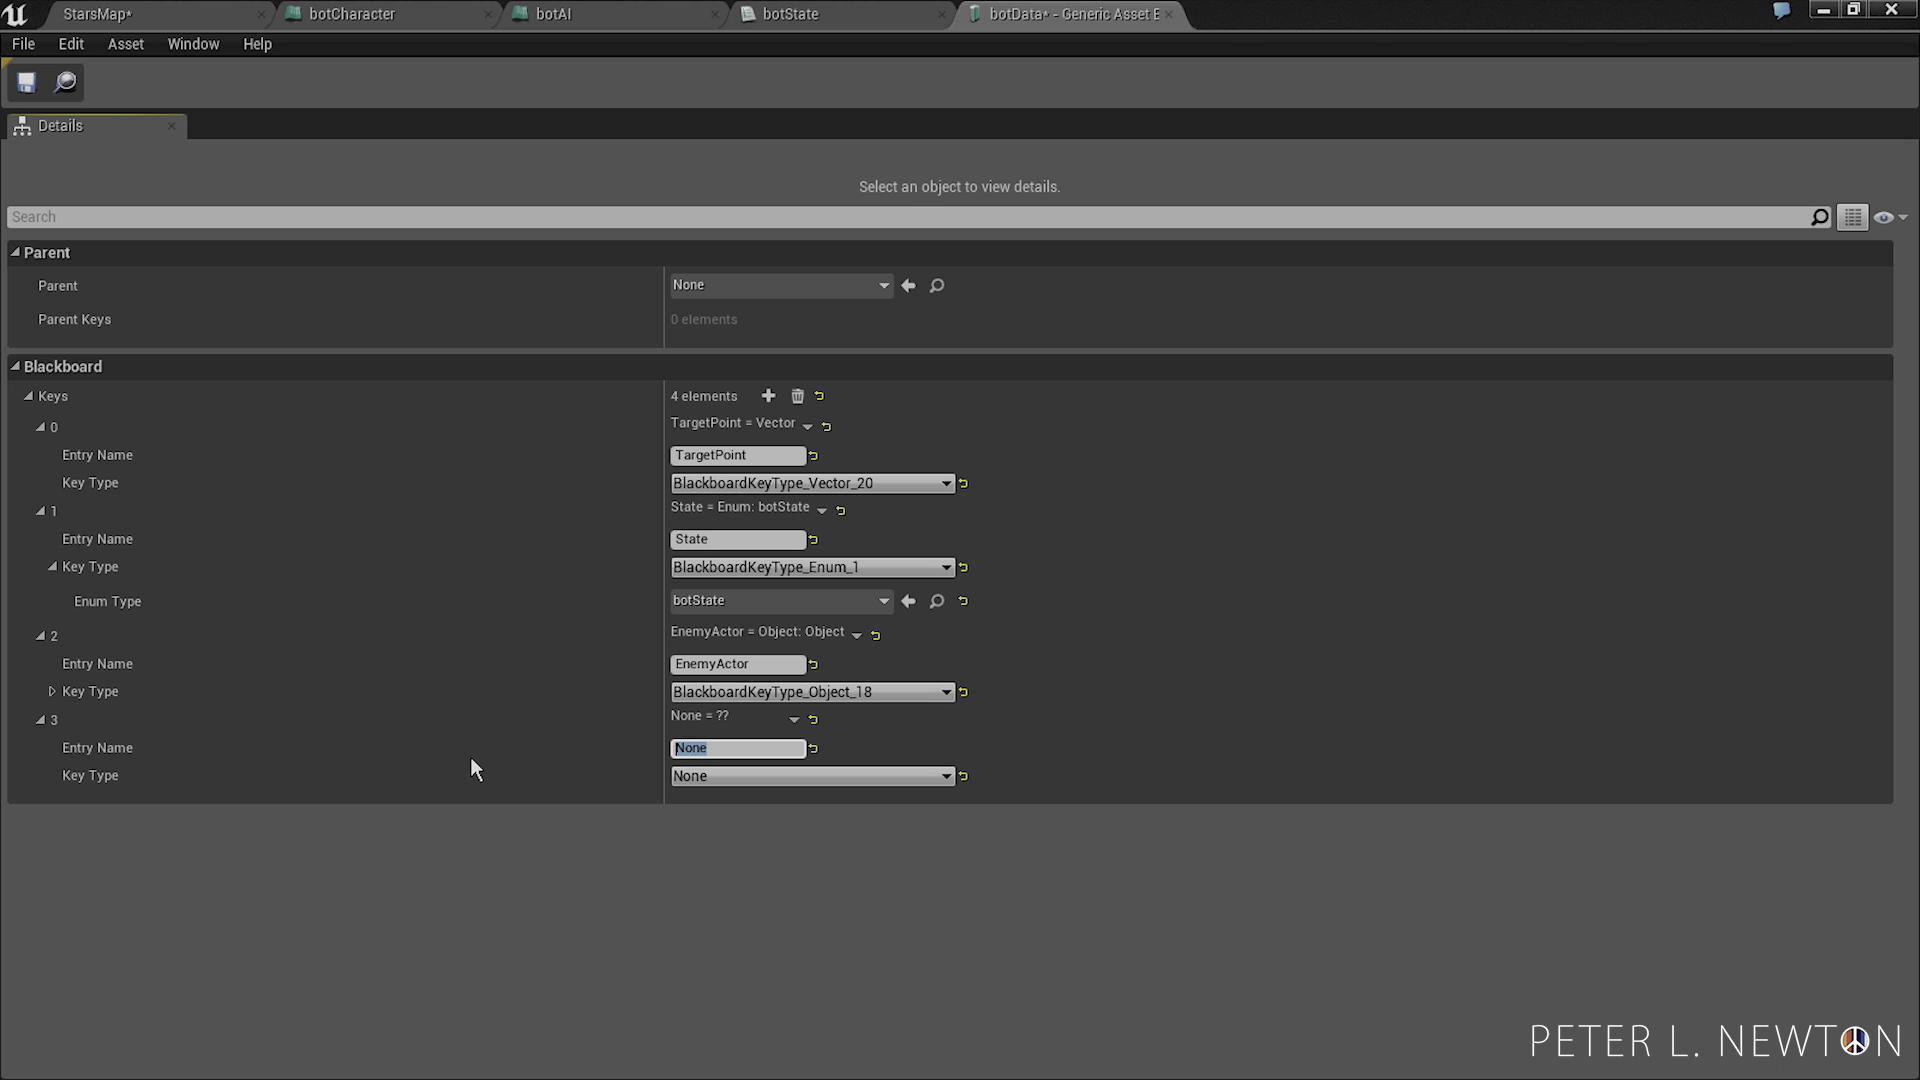 StarsMap*
botCharacter
botAI
botState
botData* - Generic Asset E
File Edit Asset Window Help
Details
Select an object to view details.
Search
Parent
Parent None
Parent Keys 0 elements
Blackboard
Keys 4 elements
0 TargetPoint = Vector
Entry Name TargetPoint
Key Type BlackboardKeyType_Vector_20
1 State = Enum: botState
Entry Name State
Key Type BlackboardKeyType_Enum_1
Enum Type botState
2 EnemyActor = Object: Object
Entry Name EnemyActor
Key Type BlackboardKeyType_Object_18
3 None = ??
Entry Name None
Key Type None
PETER L. NEWTON